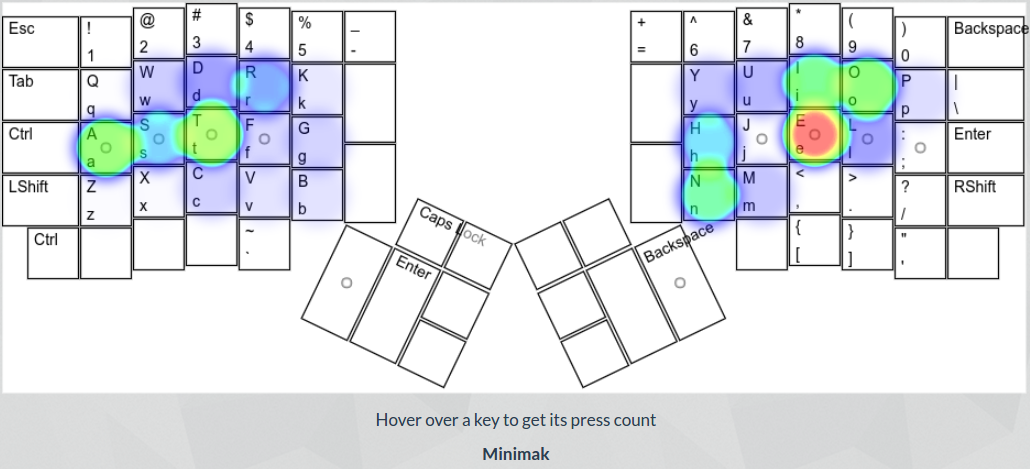 Esc ! @ # $ % _ + ^ & * ( ) Backspace
1 2 3 4 5 - = 6 7 8 9 0
Tab Q W D R K Y U I O P |
q w d r k y u i o p \
Ctrl A S T F G H J E L : Enter
a s t f g h j e l ;
LShift Z X C V B N M < > ? RShift
z x c v b n m , . /
Ctrl ~ { } "
` [ ] '
Caps Lock
Enter
Backspace
Hover over a key to get its press count
Minimak